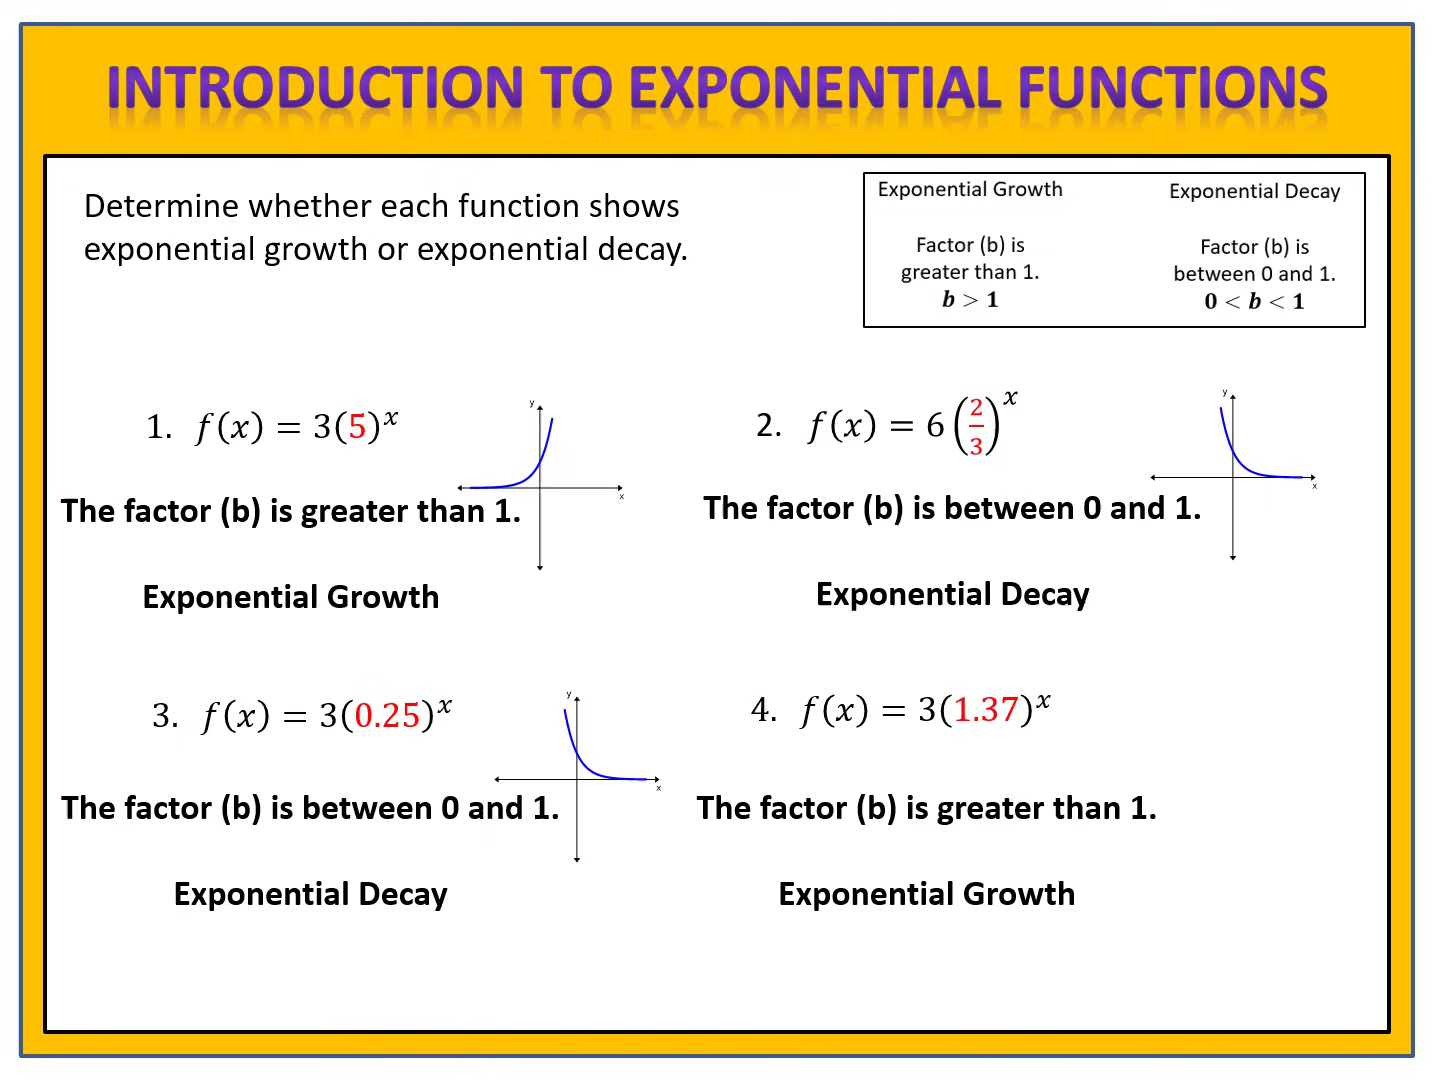 INTRODUCTION TO EXPONENTIAL FUNCTIONS
Determine whether each function shows
exponential growth or exponential decay.
Exponential Growth
Factor (b) is
greater than 1.
b > 1
Exponential Decay
Factor (b) is
between 0 and 1.
0 < b < 1
1. f(x) = 3(5)^x
y
x
The factor (b) is greater than 1.
Exponential Growth
2. f(x) = 6(2/3)^x
y
x
The factor (b) is between 0 and 1.
Exponential Decay
3. f(x) = 3(0.25)^x
y
x
The factor (b) is between 0 and 1.
Exponential Decay
4. f(x) = 3(1.37)^x
The factor (b) is greater than 1.
Exponential Growth